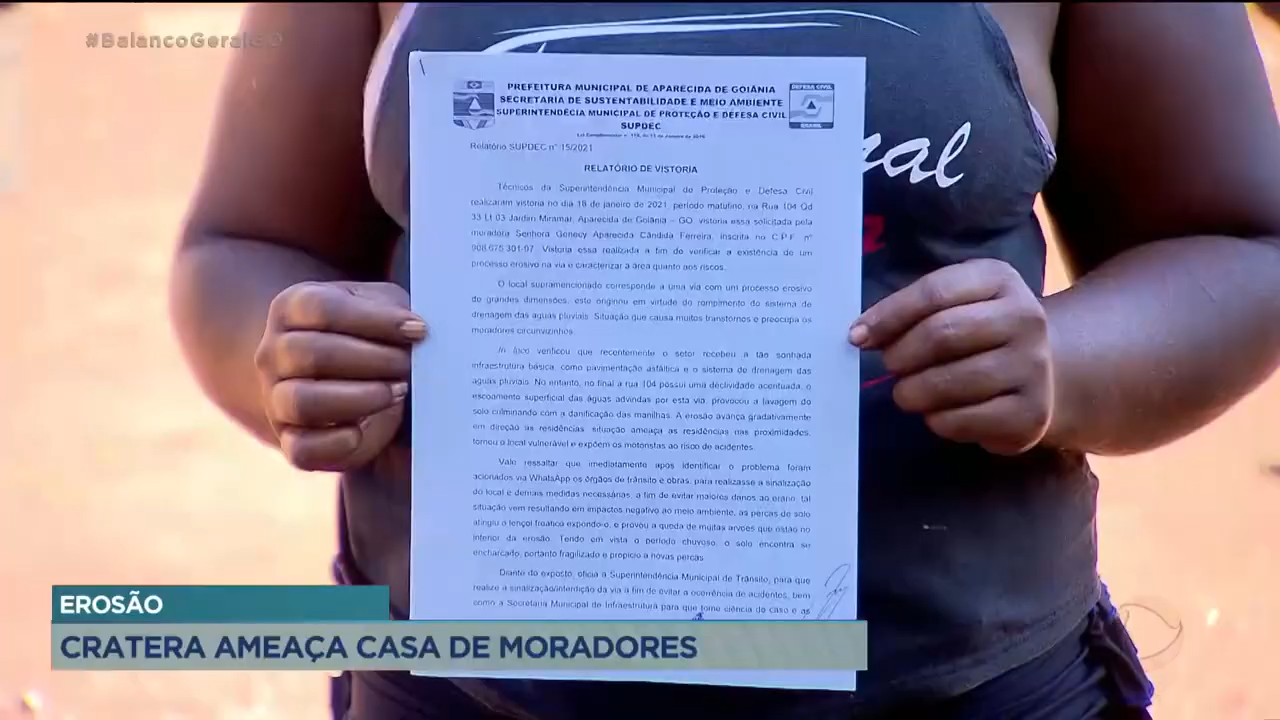 #BalancoGeralGO
PREFEITURA MUNICIPAL DE APARECIDA DE GOIÂNIA
SECRETARIA DE SUSTENTABILIDADE E MEIO AMBIENTE
SUPERINTENDÊCIA MUNICIPAL DE PROTEÇÃO E DEFESA CIVIL
SUPDEC
DEFESA CIVIL
BRASIL
Relatório SUPDEC n° 15/2021
RELATÓRIO DE VISTORIA
Técnicos da Superintendência Municipal de Proteção e Defesa Civil
realizaram vistoria no dia 18 de janeiro de 2021, período matutino, na Rua 104 Qd
33 Lt 03 Jardim Miramar, Aparecida de Goiânia – GO, vistoria essa solicitada pela
moradora Senhora Aparecida Cândida Ferreira, inscrita no C.P.F. n°
Vistoria essa realizada a fim de verificar a existência de um
processo erosivo na via e caracterizar a área quanto aos riscos.
O local supramencionado corresponde a uma via com um processo erosivo
de grandes dimensões, este originou em virtude do rompimento do sistema de
drenagem das águas pluviais. Situação que causa muitos transtornos e preocupa os
moradores circunvizinhos.
In loco verificou que recentemente o setor recebeu a tão sonhada
infraestrutura básica, como pavimentação asfáltica e o sistema de drenagem das
águas pluviais. No entanto, no final a rua 104 possui uma declividade acentuada, o
escoamento superficial das águas advindas por esta via, provocou a lavagem do
solo culminando com a danificação das manilhas. A erosão avança gradativamente
em direção as residências situação ameaça as residências nas proximidades,
tornou o local vulnerável e expõem os motoristas ao risco de acidentes.
Vale ressaltar que imediatamente após identificar o problema foram
acionados via WhatsApp os órgãos de trânsito e obras, para realizasse a sinalização
do local e demais medidas necessárias, a fim de evitar maiores danos ao erário, tal
situação vem resultando em impactos negativo ao meio ambiente, as percas de solo
atingiu o lençol freático expondo-o, e provou a queda de muitas arvoes que estão no
interior da erosão. Tendo em vista o período chuvoso, o solo encontra se
encharcado, portanto fragilizado e propicio a novas percas.
Diante do exposto, oficia a Superintendência Municipal de Trânsito, para que
realize a sinalização/interdição da via a fim de evitar a ocorrência de acidentes, bem
como a Secretaria Municipal de Infraestrutura para que tome ciência do caso e as
EROSÃO
CRATERA AMEAÇA CASA DE MORADORES